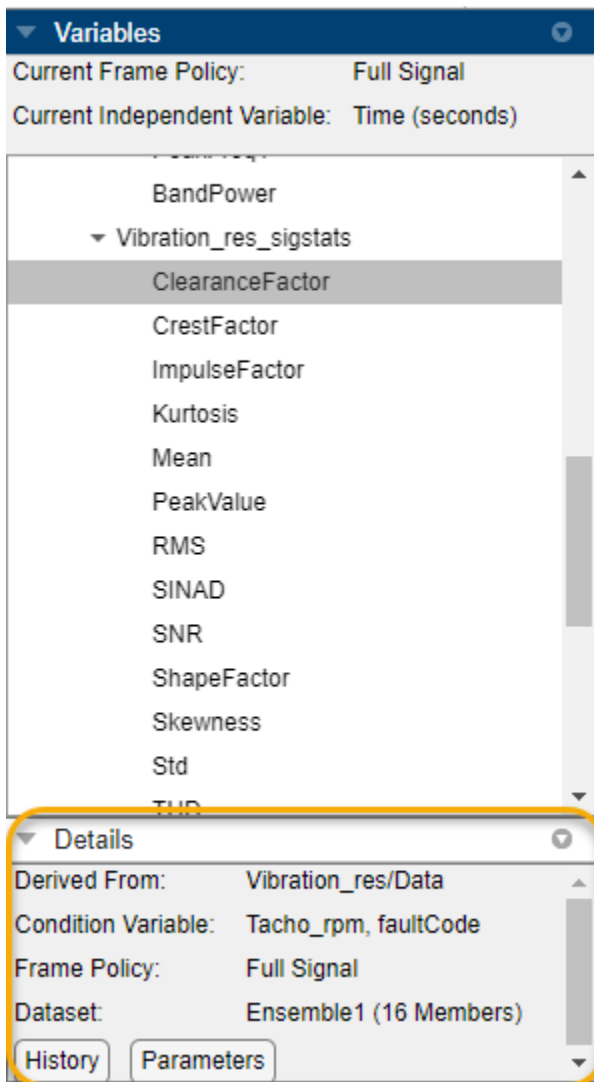 Variables
Current Frame Policy: Full Signal
Current Independent Variable: Time (seconds)
BandPower
Vibration_res_sigstats
ClearanceFactor
CrestFactor
ImpulseFactor
Kurtosis
Mean
PeakValue
RMS
SINAD
SNR
ShapeFactor
Skewness
Std
Details
Derived From: Vibration_res/Data
Condition Variable: Tacho_rpm, faultCode
Frame Policy: Full Signal
Dataset: Ensemble1 (16 Members)
History Parameters